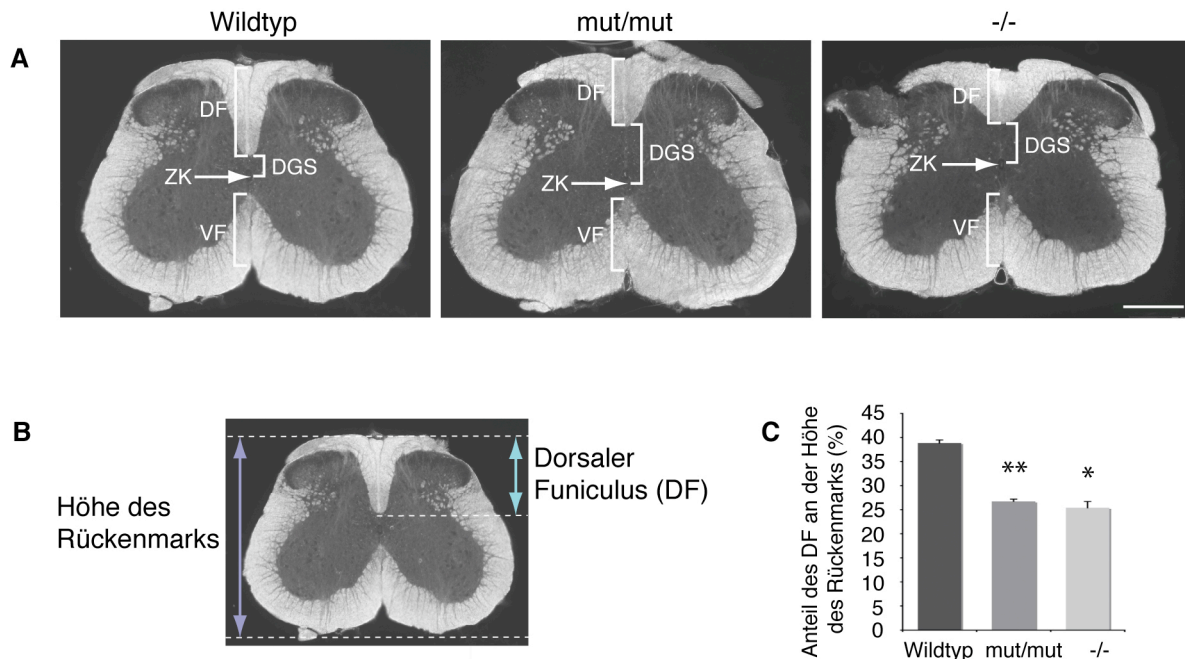 Wildtyp
mut/mut
-/-
A
DF
DGS
ZK
VF
DF
DGS
ZK
VF
DF
DGS
ZK
VF
B
Höhe des
Rückenmarks
Dorsaler
Funiculus (DF)
C
Anteil des DF an der Höhe
des Rückenmarks (%)
45
40
35
30
25
20
15
10
5
0
**
*
Wildtyp
mut/mut
-/-